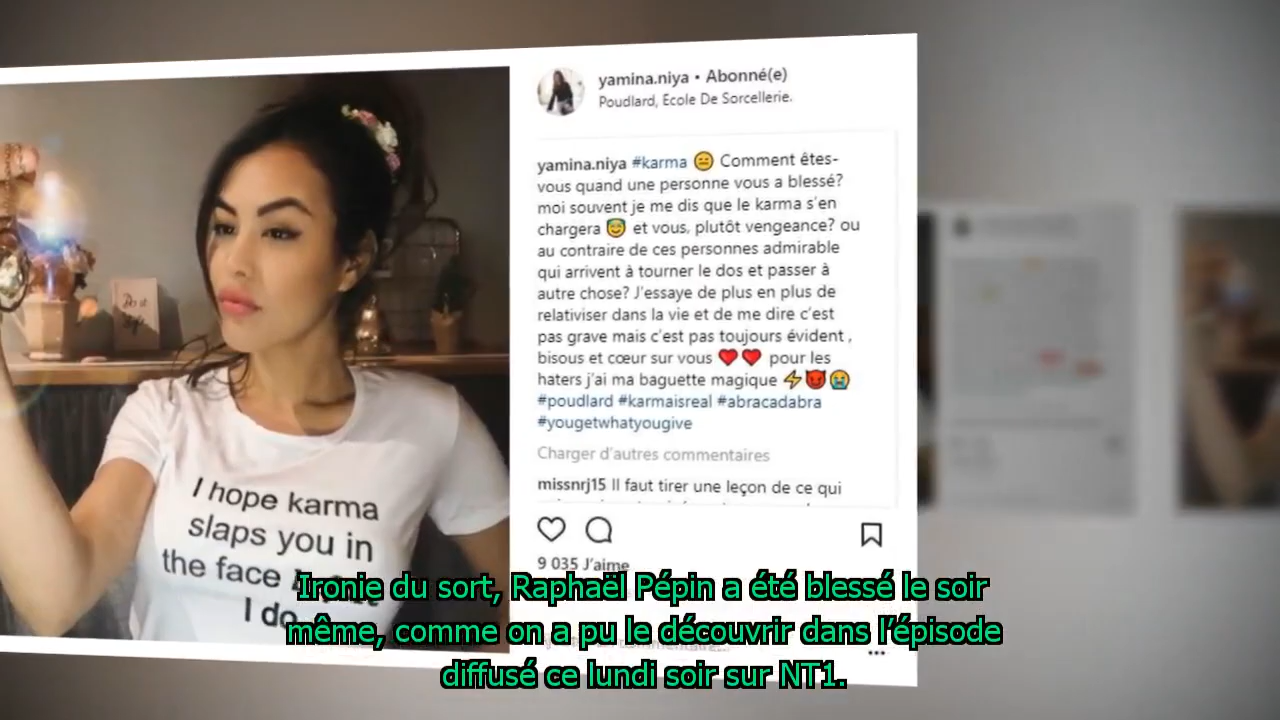 yamina.niya • Abonné(e)
Poudlard, Ecole De Sorcellerie.
yamina.niya #karma 😑 Comment êtes-
vous quand une personne vous a blessé?
moi souvent je me dis que le karma s'en
chargera 😇 et vous, plutôt vengeance? ou
au contraire de ces personnes admirable
qui arrivent à tourner le dos et passer à
autre chose? J'essaye de plus en plus de
relativiser dans la vie et de me dire c'est
pas grave mais c'est pas toujours évident ,
bisous et cœur sur vous ❤️❤️ pour les
haters j'ai ma baguette magique ⚡😈😭
#poudlard #karmaisreal #abracadabra
#yougetwhatyougive
Charger d'autres commentaires
missnrj15 Il faut tirer une leçon de ce qui
9 035 J'aime
I hope karma
slaps you in
the face
I do
Ironie du sort, Raphaël Pépin a été blessé le soir
même, comme on a pu le découvrir dans l'épisode
diffusé ce lundi soir sur NT1.